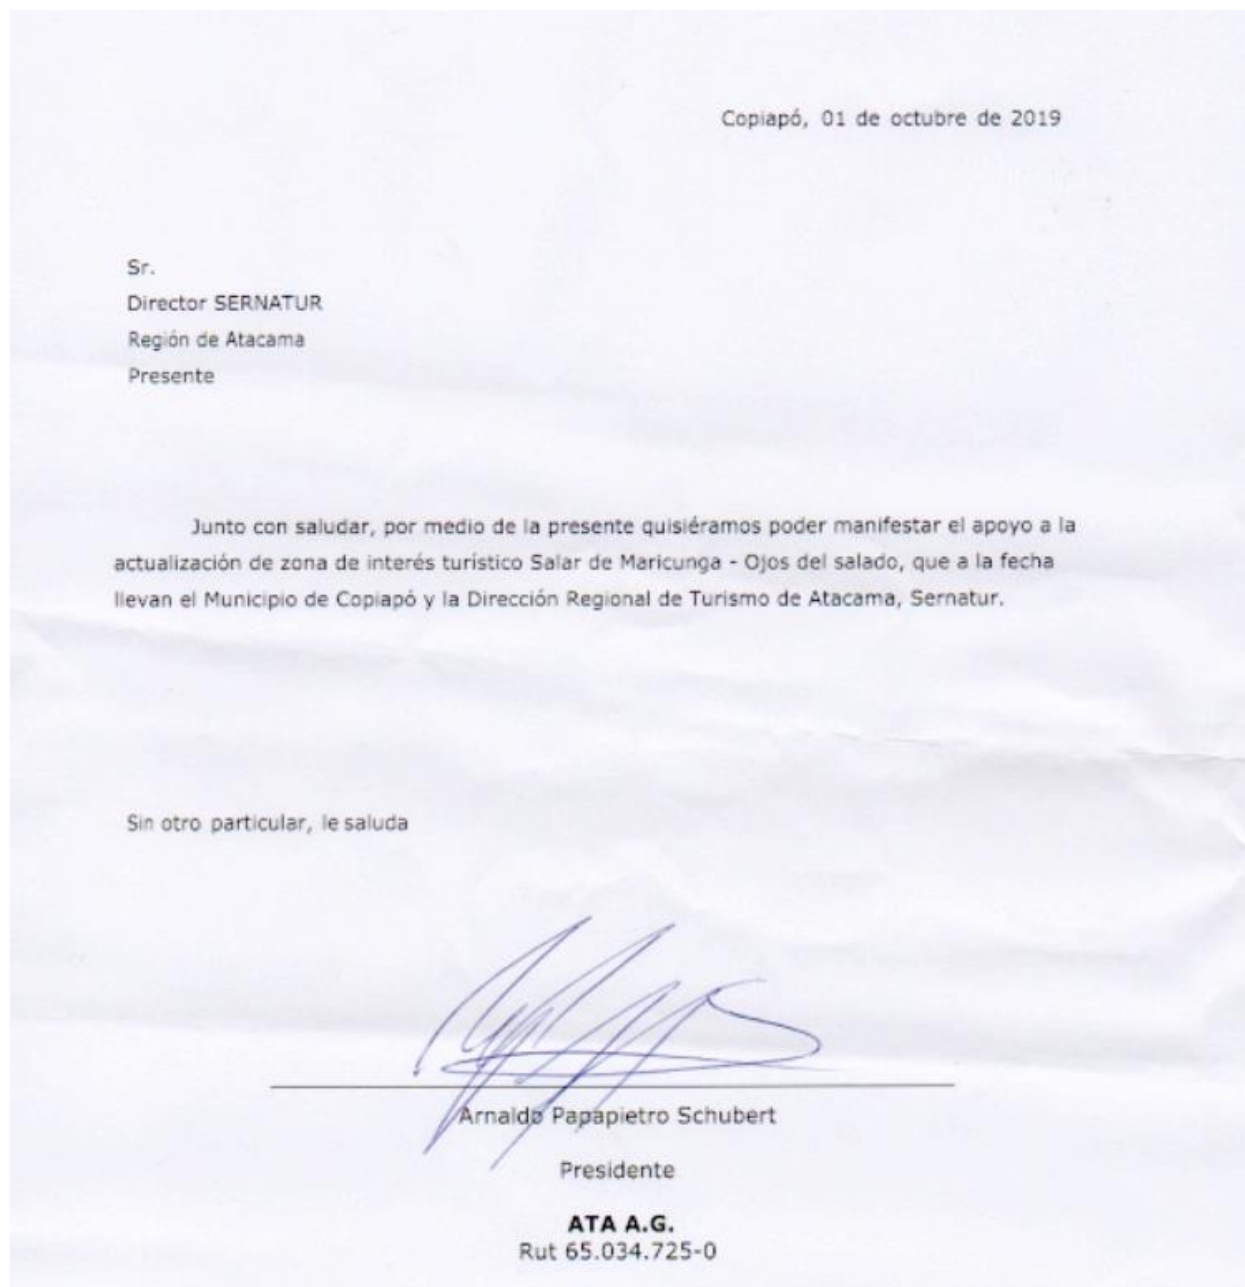 Copiapó, 01 de octubre de 2019
Sr.
Director SERNATUR
Región de Atacama
Presente
Junto con saludar, por medio de la presente quisiéramos poder manifestar el apoyo a la
actualización de zona de interés turístico Salar de Maricunga - Ojos del salado, que a la fecha
llevan el Municipio de Copiapó y la Dirección Regional de Turismo de Atacama, Sernatur.
Sin otro particular, le saluda
Arnaldo Papapietro Schubert
Presidente
ATA A.G.
Rut 65.034.725-0